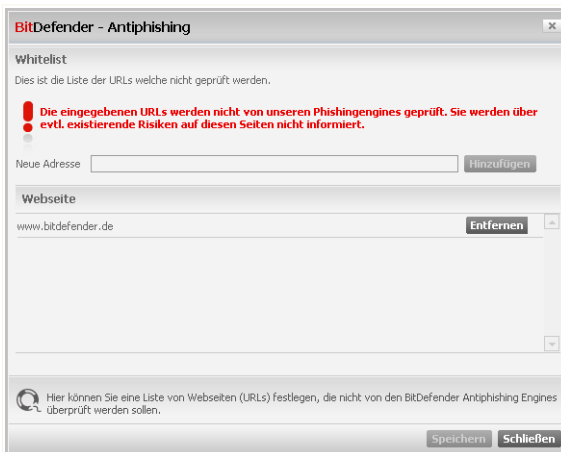 BitDefender - Antiphishing
Whitelist
Dies ist die Liste der URLs welche nicht geprüft werden.
Die eingegebenen URLs werden nicht von unseren Phishingengines geprüft. Sie werden über
evtl. existierende Risiken auf diesen Seiten nicht informiert.
Neue Adresse
Hinzufügen
Webseite
www.bitdefender.de
Entfernen
Hier können Sie eine Liste von Webseiten (URLs) festlegen, die nicht von den BitDefender Antiphishing Engines
überprüft werden sollen.
Speichern
Schließen